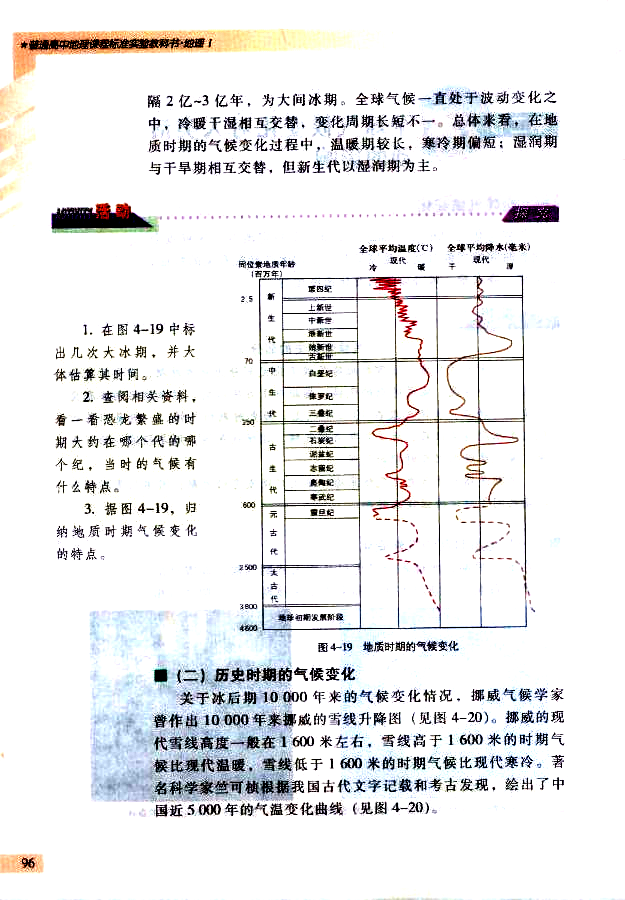 ★普通高中地理课程标准实验教科书·地理 I
隔 2 亿~3 亿年，为大间冰期。全球气候一直处于波动变化之
中，冷暖干湿相互交替，变化周期长短不一。总体来看，在地
质时期的气候变化过程中，温暖期较长，寒冷期偏短；湿润期
与干旱期相互交替，但新生代以湿润期为主。
活动
探究
1. 在图 4-19 中标
出几次大冰期，并大
体估算其时间。
2. 查阅相关资料，
看一看恐龙繁盛的时
期大约在哪个代的哪
个纪，当时的气候有
什么特点。
3. 据图 4-19，归
纳地质时期气候变化
的特点。
全球平均温度(℃) 全球平均降水(毫米)
同位素地质年龄
(百万年)
冷 现代 暖 干 现代 湿
新生代
第四纪
2.5
上新世
中新世
渐新世
始新世
古新世
70
中生代
白垩纪
侏罗纪
三叠纪
古生代
二叠纪
石炭纪
泥盆纪
志留纪
奥陶纪
寒武纪
600
元古代
震旦纪
2500
太古代
3800
地球初期发展阶段
4600
图 4-19 地质时期的气候变化
■ (二) 历史时期的气候变化
关于冰后期 10 000 年来的气候变化情况，挪威气候学家
曾作出 10 000 年来挪威的雪线升降图（见图 4-20）。挪威的现
代雪线高度一般在 1 600 米左右，雪线高于 1 600 米的时期气
候比现代温暖，雪线低于 1 600 米的时期气候比现代寒冷。著
名科学家竺可桢根据我国古代文字记载和考古发现，绘出了中
国近 5 000 年的气温变化曲线（见图 4-20）。
96